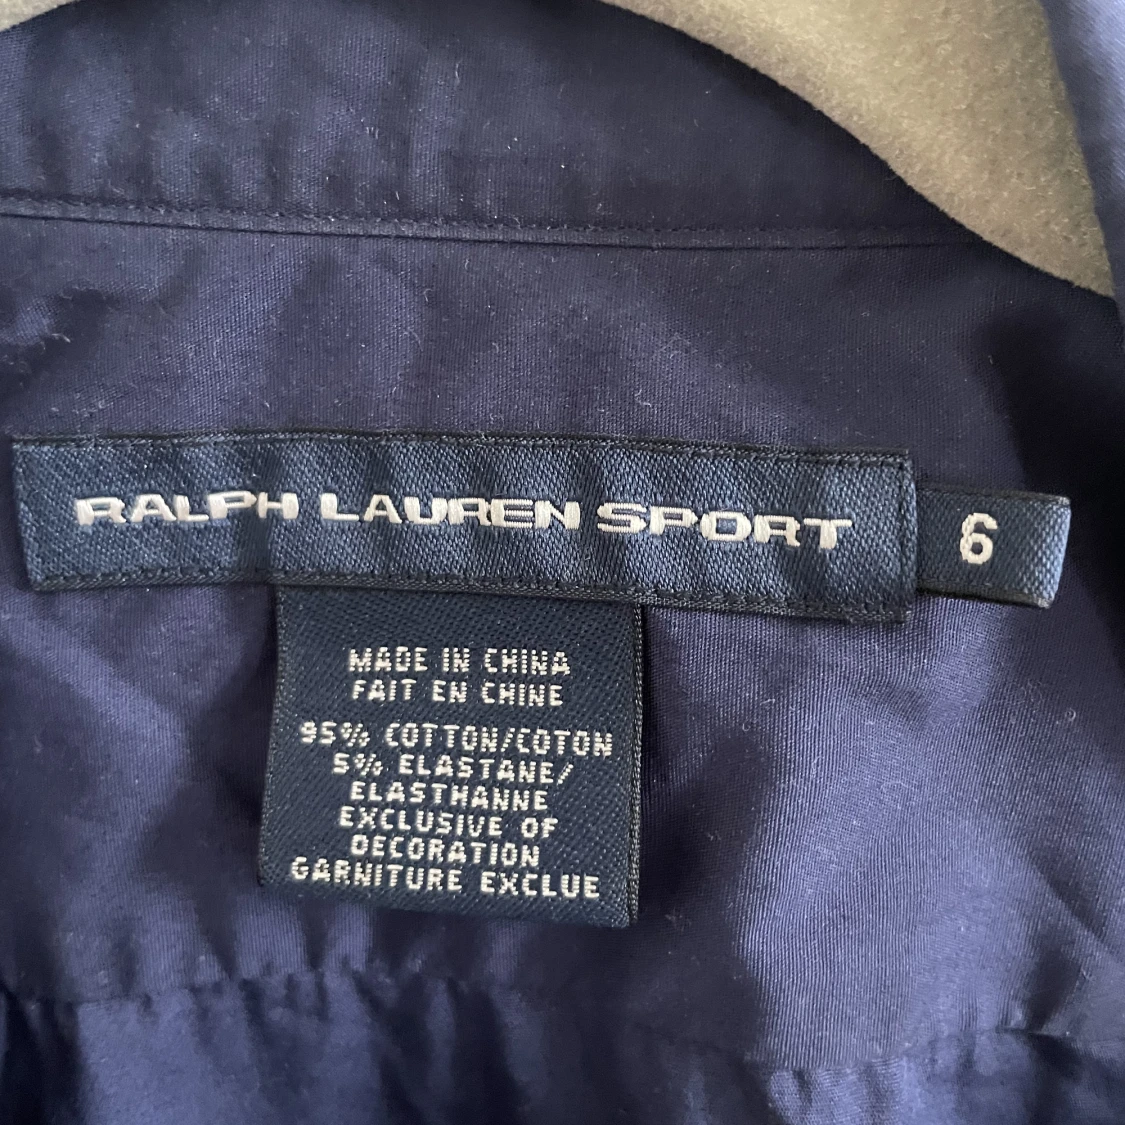 RALPH LAUREN SPORT
6
MADE IN CHINA
FAIT EN CHINE
95% COTTON/COTON
5% ELASTANE/
ELASTHANNE
EXCLUSIVE OF
DECORATION
GARNITURE EXCLUE